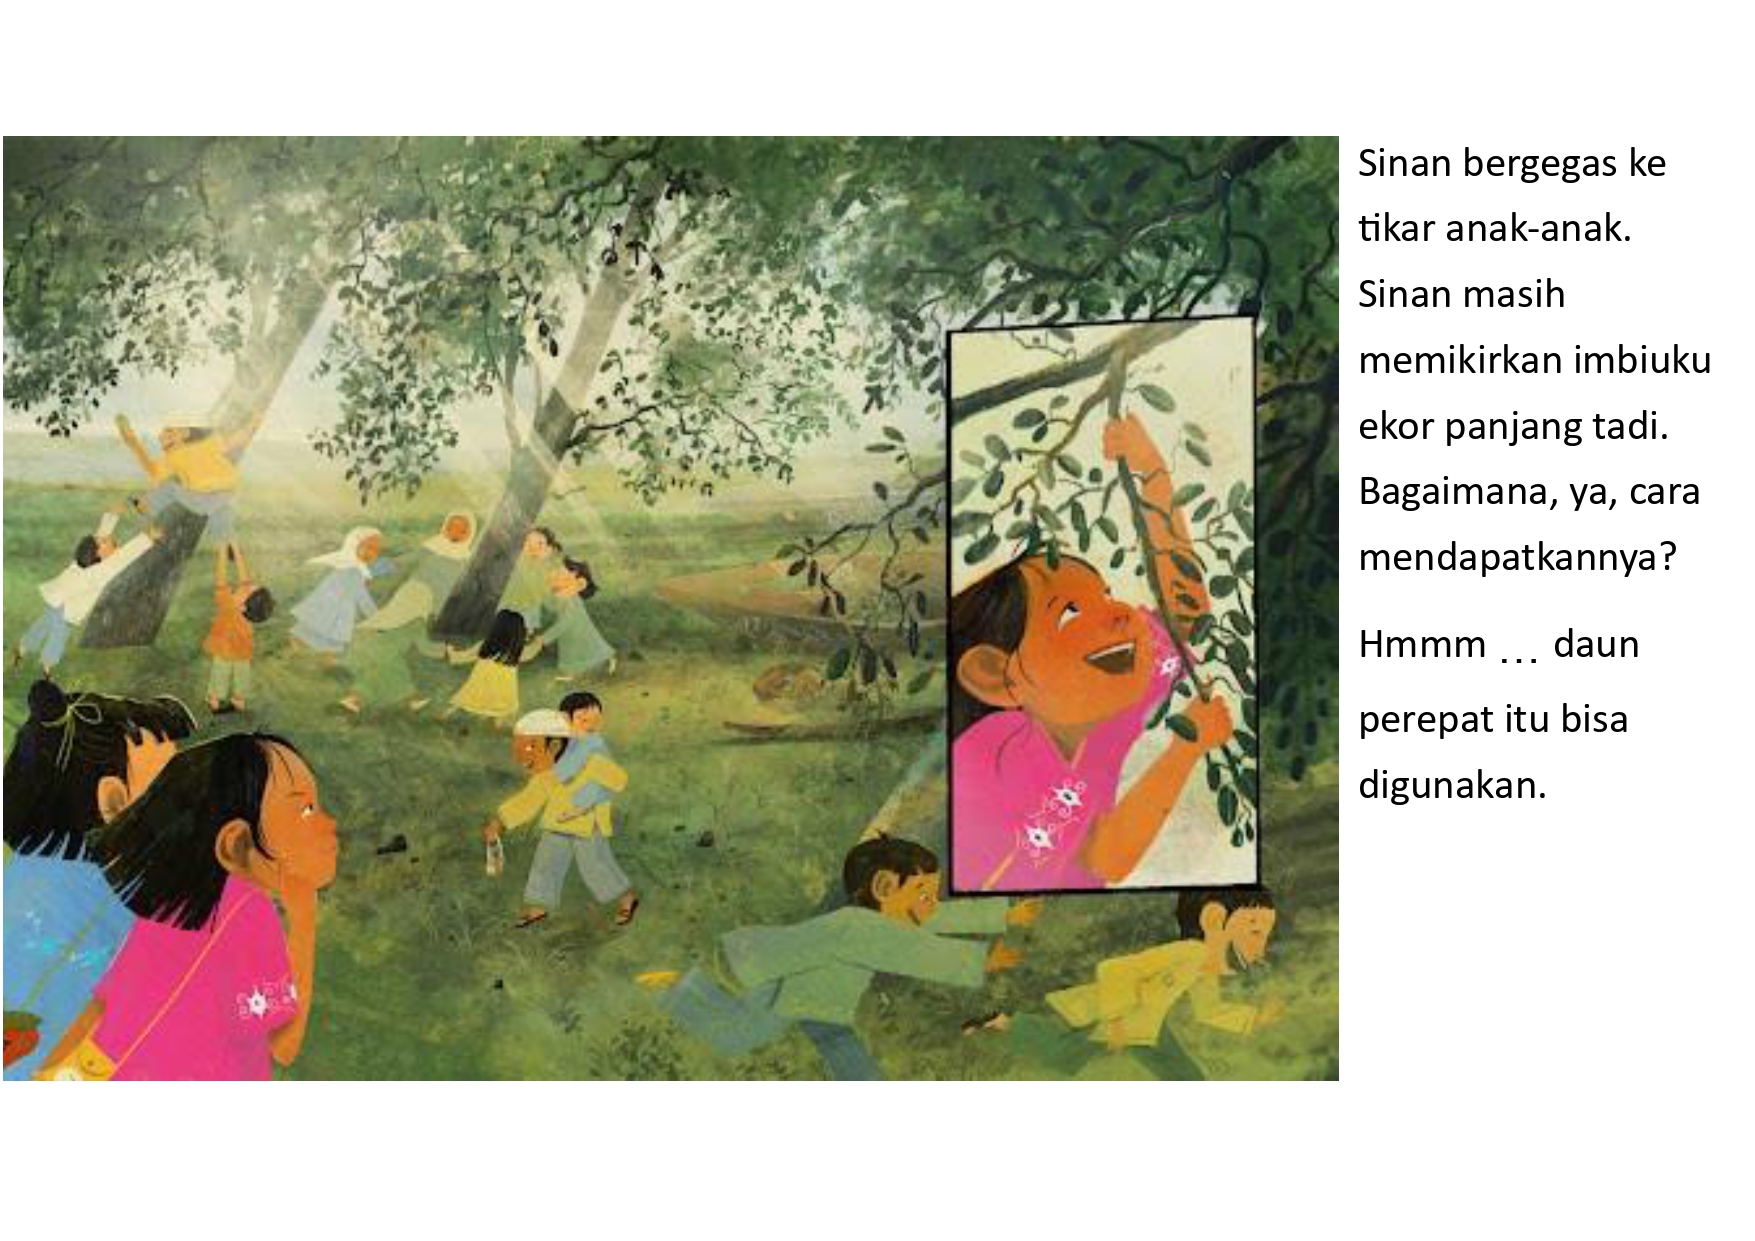 Sinan bergegas ke
tikar anak-anak.
Sinan masih
memikirkan imbiuku
ekor panjang tadi.
Bagaimana, ya, cara
mendapatkannya?
Hmmm ... daun
perepat itu bisa
digunakan.